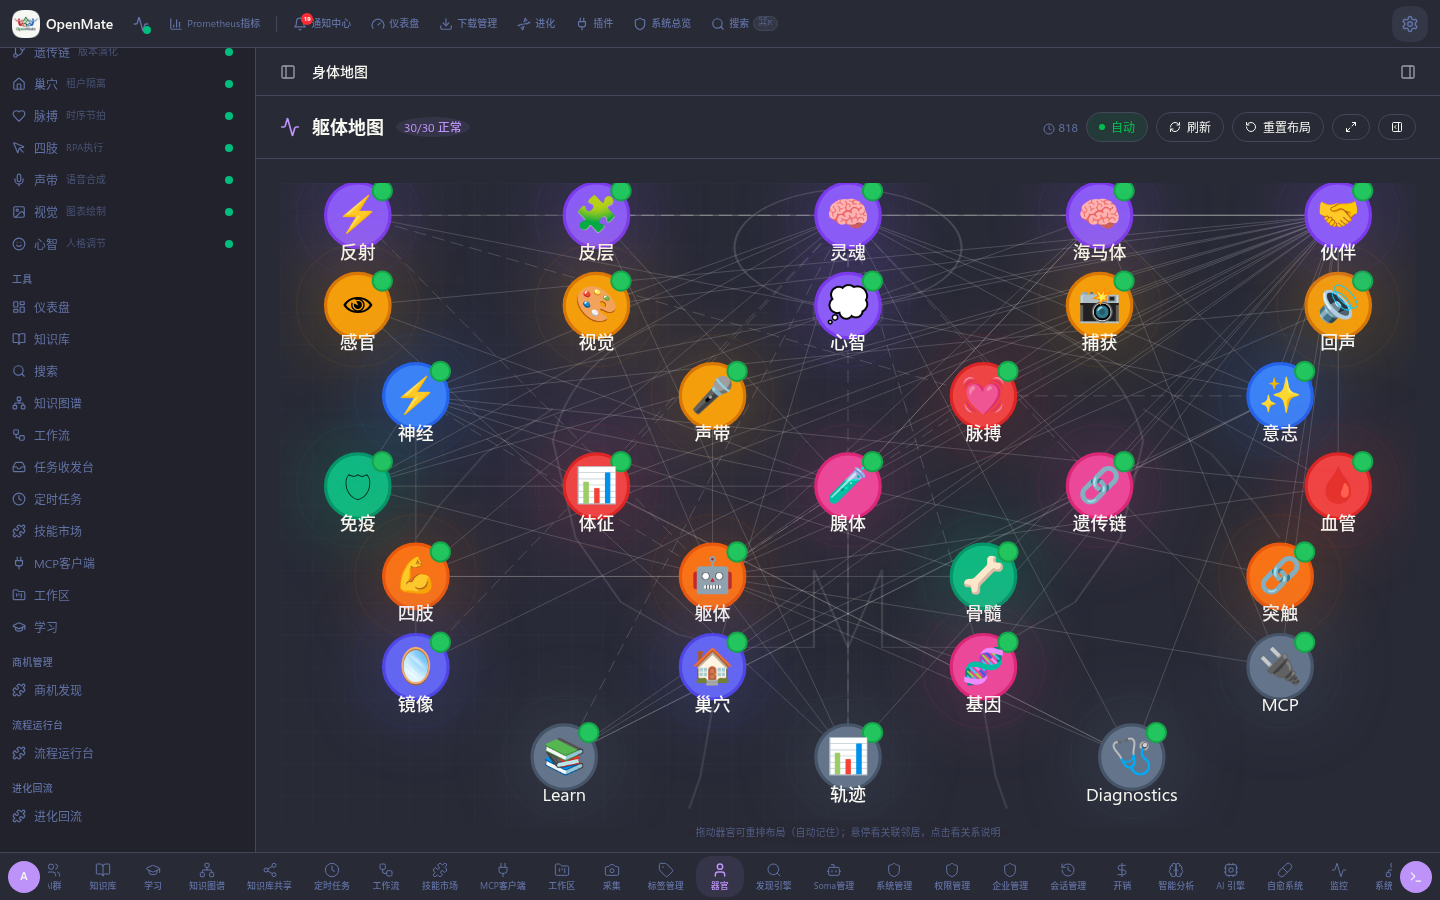 OpenMate
Prometheus指标
19
通知中心
仪表盘
下载管理
进化
插件
系统总览
搜索
⌘K
遗传链 版本演化
巢穴 租户隔离
脉搏 时序节拍
四肢 RPA执行
声带 语音合成
视觉 图表绘制
心智 人格调节
工具
仪表盘
知识库
搜索
知识图谱
工作流
任务收发台
定时任务
技能市场
MCP客户端
工作区
学习
商机管理
商机发现
流程运行台
流程运行台
进化回流
进化回流
身体地图
躯体地图
30/30 正常
818
自动
刷新
重置布局
反射
皮层
灵魂
海马体
伙伴
感官
视觉
心智
捕获
回声
神经
声带
脉搏
意志
免疫
体征
腺体
遗传链
血管
四肢
躯体
骨髓
突触
镜像
巢穴
基因
MCP
Learn
轨迹
Diagnostics
拖动器官可重排布局（自动记住）；悬停看关联邻居，点击看关系说明
A
知识库
学习
知识图谱
知识库共享
定时任务
工作流
技能市场
MCP客户端
工作区
采集
标签管理
器官
发现引擎
Soma管理
系统管理
权限管理
企业管理
会话管理
开销
智能分析
AI 引擎
自愈系统
监控
系统